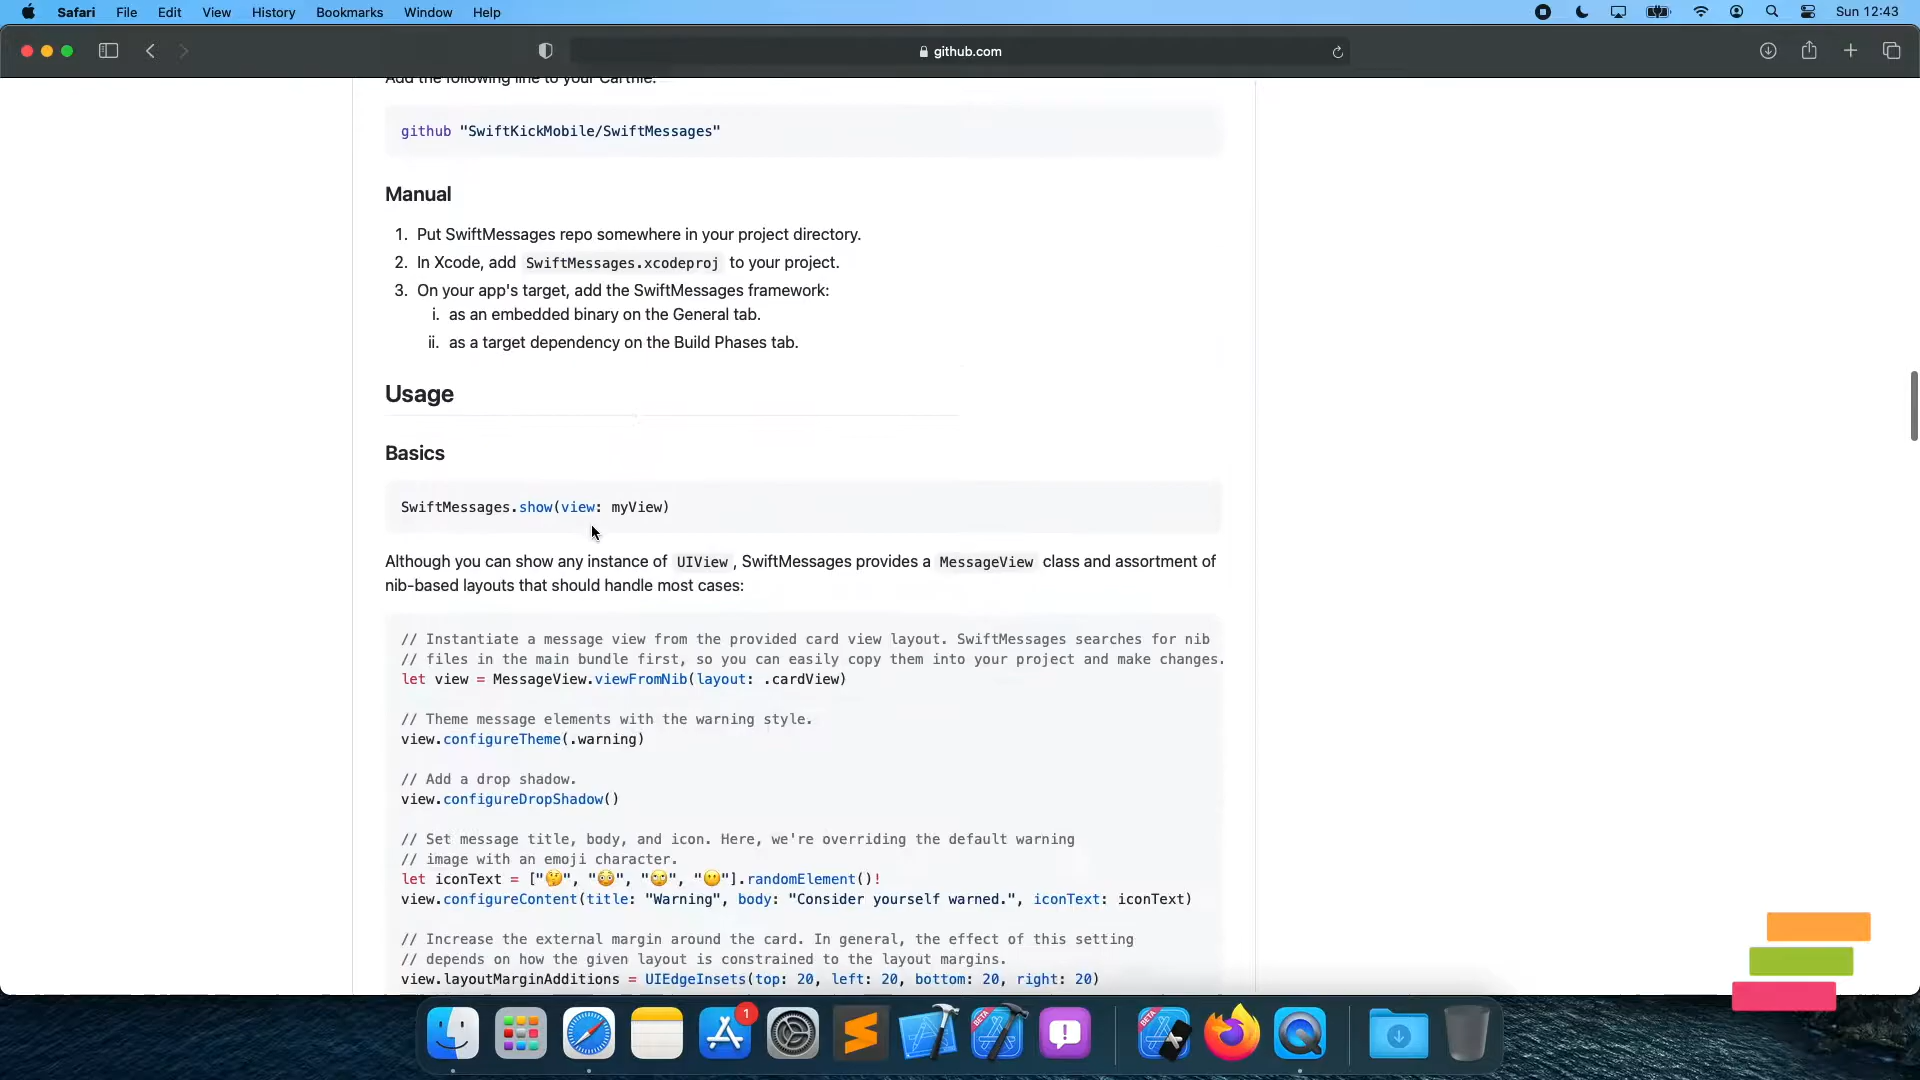 Safari File Edit View History Bookmarks Window Help Sun 12:43
github.com
Add the following line to your Cartfile:
github "SwiftKickMobile/SwiftMessages"
Manual
1. Put SwiftMessages repo somewhere in your project directory.
2. In Xcode, add SwiftMessages.xcodeproj to your project.
3. On your app's target, add the SwiftMessages framework:
i. as an embedded binary on the General tab.
ii. as a target dependency on the Build Phases tab.
Usage
Basics
SwiftMessages.show(view: myView)
Although you can show any instance of UIView, SwiftMessages provides a MessageView class and assortment of
nib-based layouts that should handle most cases:
// Instantiate a message view from the provided card view layout. SwiftMessages searches for nib
// files in the main bundle first, so you can easily copy them into your project and make changes.
let view = MessageView.viewFromNib(layout: .cardView)
// Theme message elements with the warning style.
view.configureTheme(.warning)
// Add a drop shadow.
view.configureDropShadow()
// Set message title, body, and icon. Here, we're overriding the default warning
// image with an emoji character.
let iconText = ["🤔", "😳", "🙄", "😶"].randomElement()!
view.configureContent(title: "Warning", body: "Consider yourself warned.", iconText: iconText)
// Increase the external margin around the card. In general, the effect of this setting
// depends on how the given layout is constrained to the layout margins.
view.layoutMarginAdditions = UIEdgeInsets(top: 20, left: 20, bottom: 20, right: 20)
1
BETA
BETA